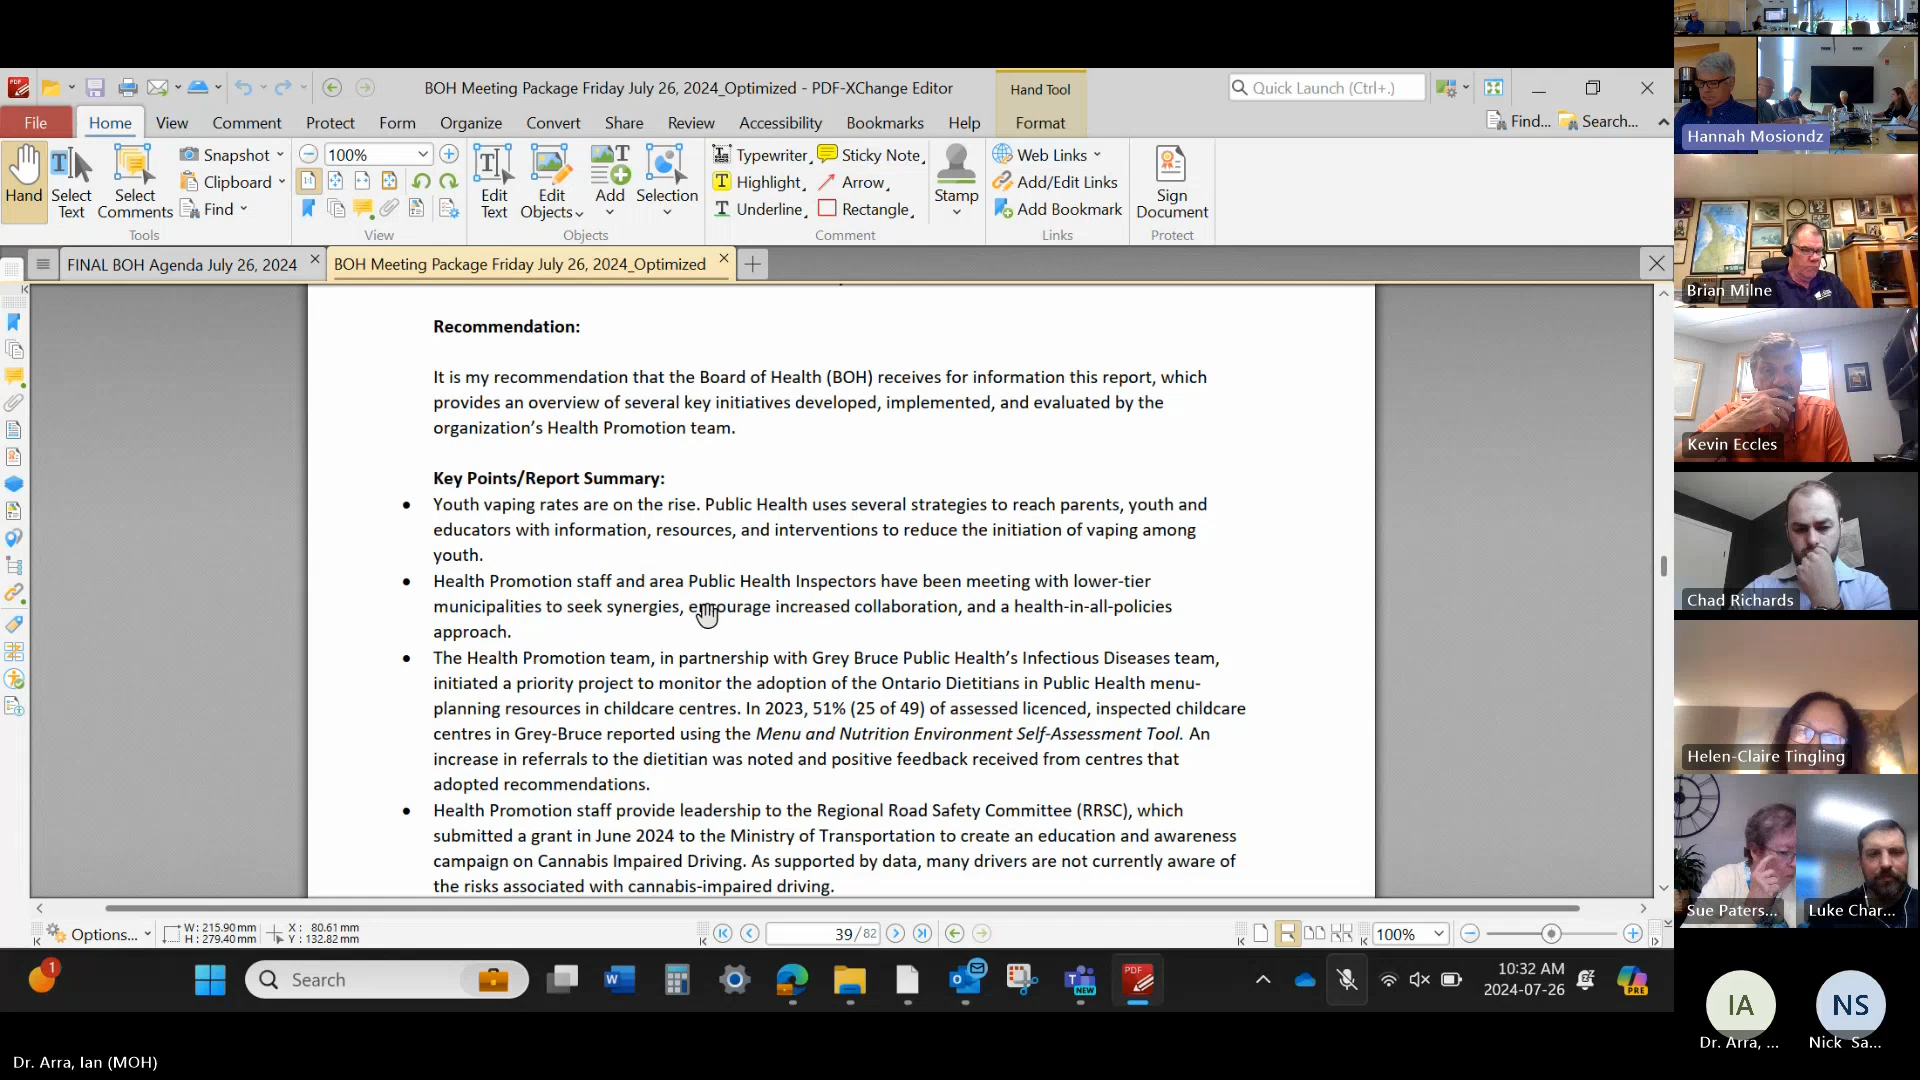 BOH Meeting Package Friday July 26, 2024_Optimized - PDF-XChange Editor
Hand Tool
Quick Launch (Ctrl+.)
File
Home
View
Comment
Protect
Form
Organize
Convert
Share
Review
Accessibility
Bookmarks
Help
Format
Find...
Search...
Hand
Select Text
Select Comments
Snapshot
Clipboard
Find
Tools
100%
View
Edit Text
Edit Objects
Add
Selection
Objects
Typewriter
Highlight
Underline
Sticky Note
Arrow
Rectangle
Comment
Stamp
Web Links
Add/Edit Links
Add Bookmark
Links
Sign Document
Protect
FINAL BOH Agenda July 26, 2024
BOH Meeting Package Friday July 26, 2024_Optimized
Recommendation:
It is my recommendation that the Board of Health (BOH) receives for information this report, which
provides an overview of several key initiatives developed, implemented, and evaluated by the
organization's Health Promotion team.
Key Points/Report Summary:
• Youth vaping rates are on the rise. Public Health uses several strategies to reach parents, youth and
educators with information, resources, and interventions to reduce the initiation of vaping among
youth.
• Health Promotion staff and area Public Health Inspectors have been meeting with lower-tier
municipalities to seek synergies, encourage increased collaboration, and a health-in-all-policies
approach.
• The Health Promotion team, in partnership with Grey Bruce Public Health's Infectious Diseases team,
initiated a priority project to monitor the adoption of the Ontario Dietitians in Public Health menu-
planning resources in childcare centres. In 2023, 51% (25 of 49) of assessed licenced, inspected childcare
centres in Grey-Bruce reported using the Menu and Nutrition Environment Self-Assessment Tool. An
increase in referrals to the dietitian was noted and positive feedback received from centres that
adopted recommendations.
• Health Promotion staff provide leadership to the Regional Road Safety Committee (RRSC), which
submitted a grant in June 2024 to the Ministry of Transportation to create an education and awareness
campaign on Cannabis Impaired Driving. As supported by data, many drivers are not currently aware of
the risks associated with cannabis-impaired driving.
Options...
W: 215.90 mm
H: 279.40 mm
X: 80.61 mm
Y: 132.82 mm
39 / 82
100%
1
Search
NEW
PDF
10:32 AM
2024-07-26
PRE
Dr. Arra, Ian (MOH)
Hannah Mosiondz
Brian Milne
Kevin Eccles
Chad Richards
Helen-Claire Tingling
Sue Paters...
Luke Char...
IA
Dr. Arra, ...
NS
Nick Sa...